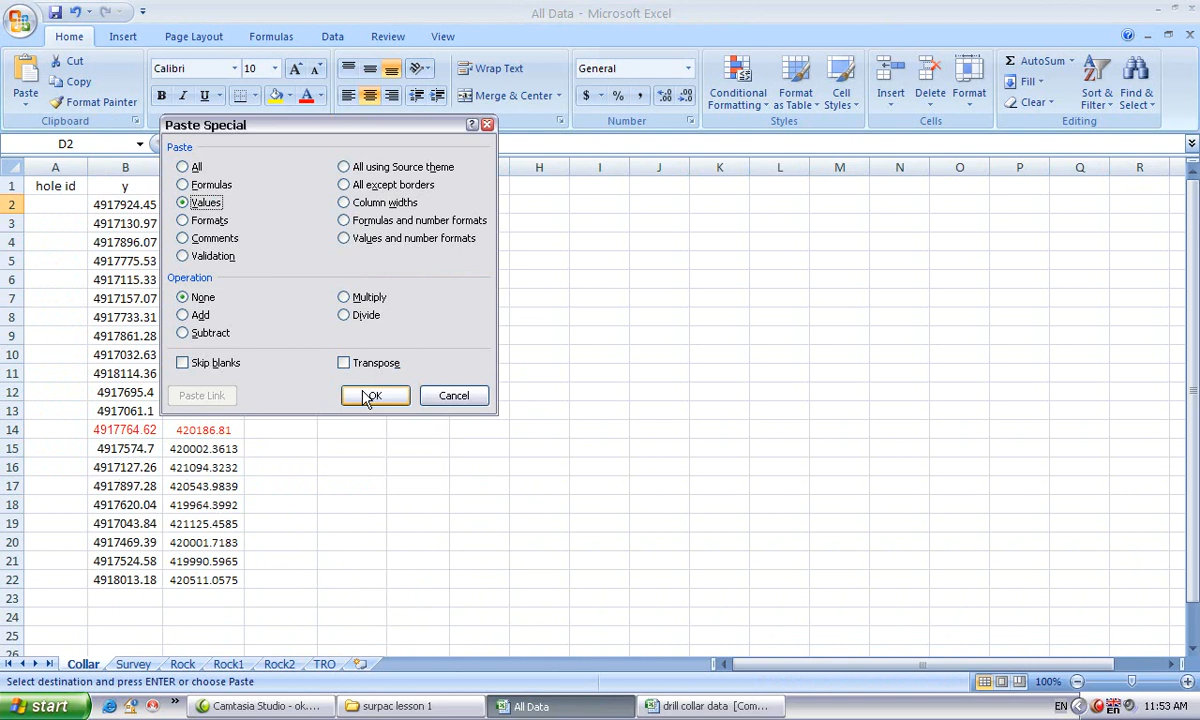 All Data - Microsoft Excel
Home Insert Page Layout Formulas Data Review View
Paste Cut Copy Format Painter Clipboard
Calibri 10 Wrap Text Merge & Center
General Number
Conditional Formatting Format as Table Cell Styles Styles
Insert Delete Format Cells
AutoSum Fill Clear Sort & Filter Find & Select Editing
D2
A B H I J K L M N O P Q R
1 hole id y
2 4917924.45
3 4917130.97
4 4917896.07
5 4917775.53
6 4917115.33
7 4917157.07
8 4917733.31
9 4917861.28
10 4917032.63
11 4918114.36
12 4917695.4
13 4917061.1
14 4917764.62 420186.81
15 4917574.7 420002.3613
16 4917127.26 421094.3232
17 4917897.28 420543.9839
18 4917620.04 419964.3992
19 4917043.84 421125.4585
20 4917469.39 420001.7183
21 4917524.58 419990.5965
22 4918013.18 420511.0575
23
24
25
26
Paste Special
Paste
All All using Source theme
Formulas All except borders
Values Column widths
Formats Formulas and number formats
Comments Values and number formats
Validation
Operation
None Multiply
Add Divide
Subtract
Skip blanks Transpose
Paste Link OK Cancel
Collar Survey Rock Rock1 Rock2 TRO
Select destination and press ENTER or choose Paste 100%
start Camtasia Studio - ok.... surpac lesson 1 All Data drill collar data [Com... EN 11:53 AM